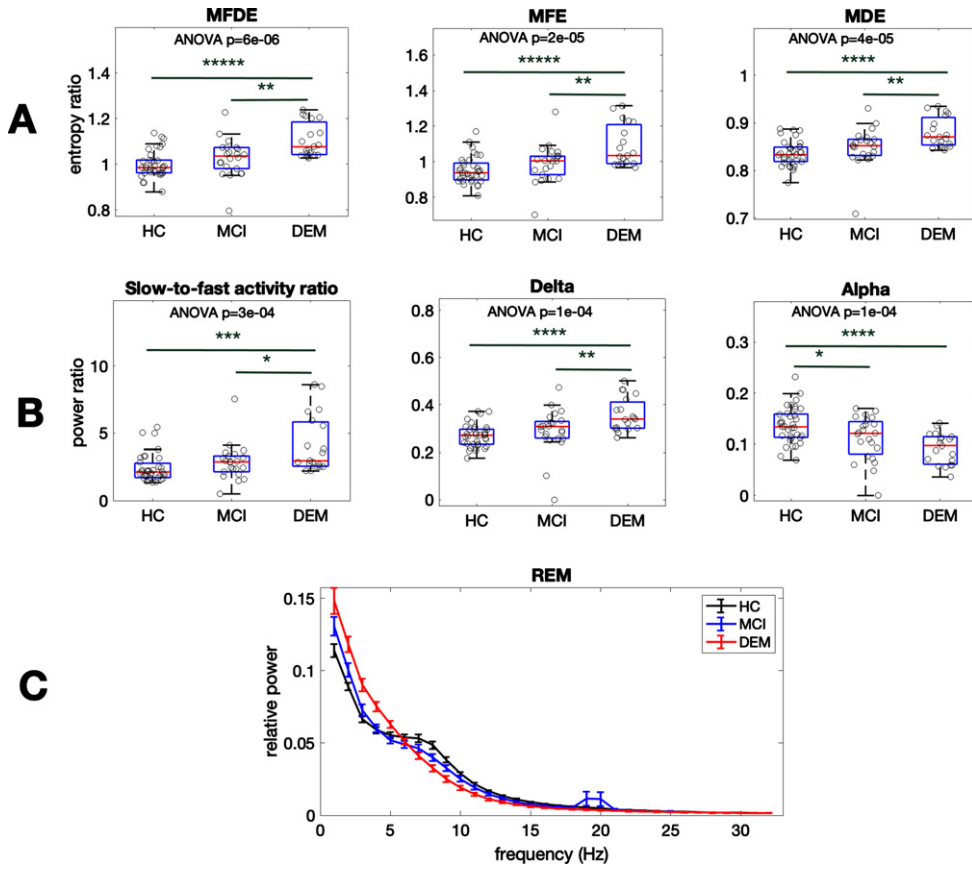 MFDE MFE MDE
A
ANOVA p=6e-06
*****
**
entropy ratio
1.4
1.2
1
0.8
HC MCI DEM
ANOVA p=2e-05
*****
**
1.6
1.4
1.2
1
0.8
HC MCI DEM
ANOVA p=4e-05
****
**
1
0.9
0.8
0.7
HC MCI DEM
B
Slow-to-fast activity ratio
ANOVA p=3e-04
***
*
power ratio
10
5
0
HC MCI DEM
Delta
ANOVA p=1e-04
****
**
0.6
0.4
0.2
0
HC MCI DEM
Alpha
ANOVA p=1e-04
****
*
0.3
0.2
0.1
0
HC MCI DEM
C
REM
HC
MCI
DEM
relative power
0.15
0.1
0.05
0
0 5 10 15 20 25 30
frequency (Hz)